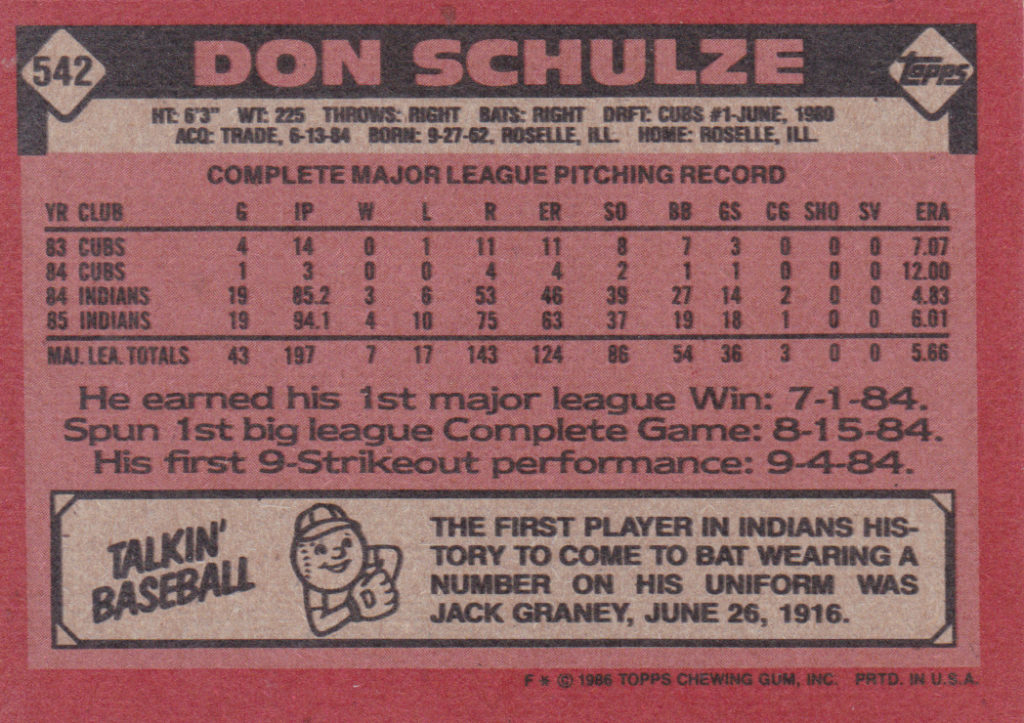 542 DON SCHULZE Topps
HT: 6'3" WT: 225 THROWS: RIGHT BATS: RIGHT DRFT: CUBS #1-JUNE, 1980
ACQ: TRADE, 6-13-84 BORN: 9-27-62, ROSELLE, ILL. HOME: ROSELLE, ILL.
COMPLETE MAJOR LEAGUE PITCHING RECORD
YR CLUB G IP W L R ER SO BB GS CG SHO SV ERA
83 CUBS 4 14 0 1 11 11 8 7 3 0 0 0 7.07
84 CUBS 1 3 0 0 4 4 2 1 1 0 0 0 12.00
84 INDIANS 19 85.2 3 6 53 46 39 27 14 2 0 0 4.83
85 INDIANS 19 94.1 4 10 75 63 37 19 18 1 0 0 6.01
MAJ. LEA. TOTALS 43 197 7 17 143 124 86 54 36 3 0 0 5.66
He earned his 1st major league Win: 7-1-84.
Spun 1st big league Complete Game: 8-15-84.
His first 9-Strikeout performance: 9-4-84.
TALKIN'
BASEBALL
THE FIRST PLAYER IN INDIANS HIS-
TORY TO COME TO BAT WEARING A
NUMBER ON HIS UNIFORM WAS
JACK GRANEY, JUNE 26, 1916.
F * © 1986 TOPPS CHEWING GUM, INC. PRTD. IN U.S.A.